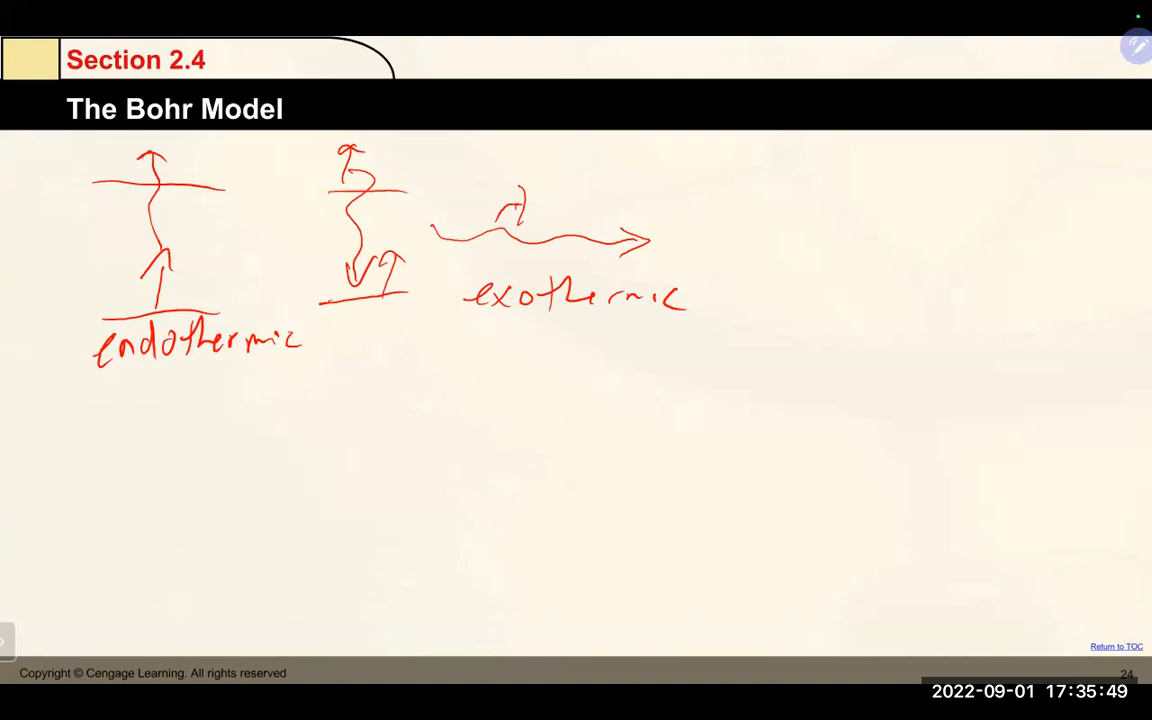 Section 2.4
The Bohr Model
exothermic
endothermic
Return to TOC
Copyright © Cengage Learning. All rights reserved
24
2022-09-01 17:35:49